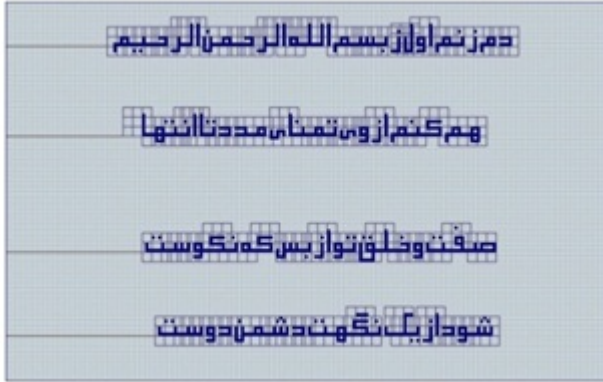 دم زنم اول ز بسم الله الرحمن الرحیم
هم کنم از وی تمنای مدد تا انتها
صفت و خلق تو از بس که نکوست
شود از یک نگهت دشمن دوست